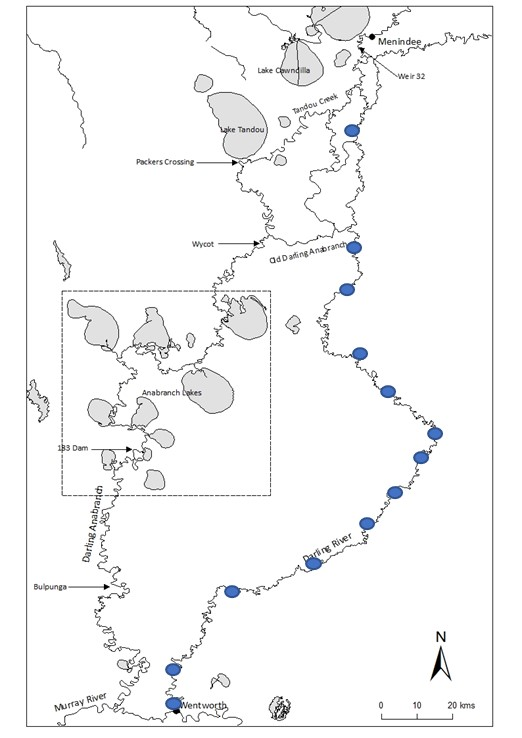 Menindee
Lake Cawndilla
Weir 32
Tandou Creek
Lake Tandou
Packers Crossing
Wycot
Old Darling Anabranch
Anabranch Lakes
183 Dam
Darling Anabranch
Darling River
Bulpunga
N
Murray River
Wentworth
0 10 20 kms